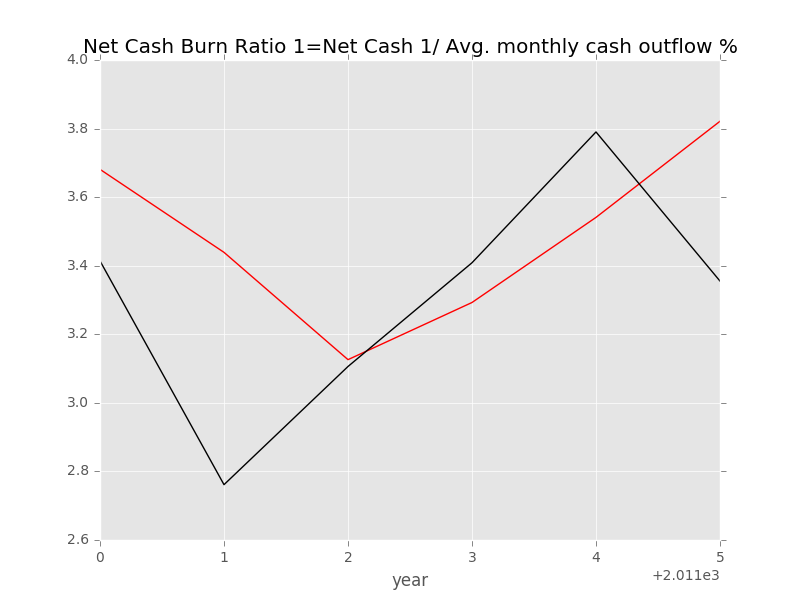 Net Cash Burn Ratio 1=Net Cash 1/ Avg. monthly cash outflow %
4.0
3.8
3.6
3.4
3.2
3.0
2.8
2.6
0 1 2 3 4 5
+2.011e3
year